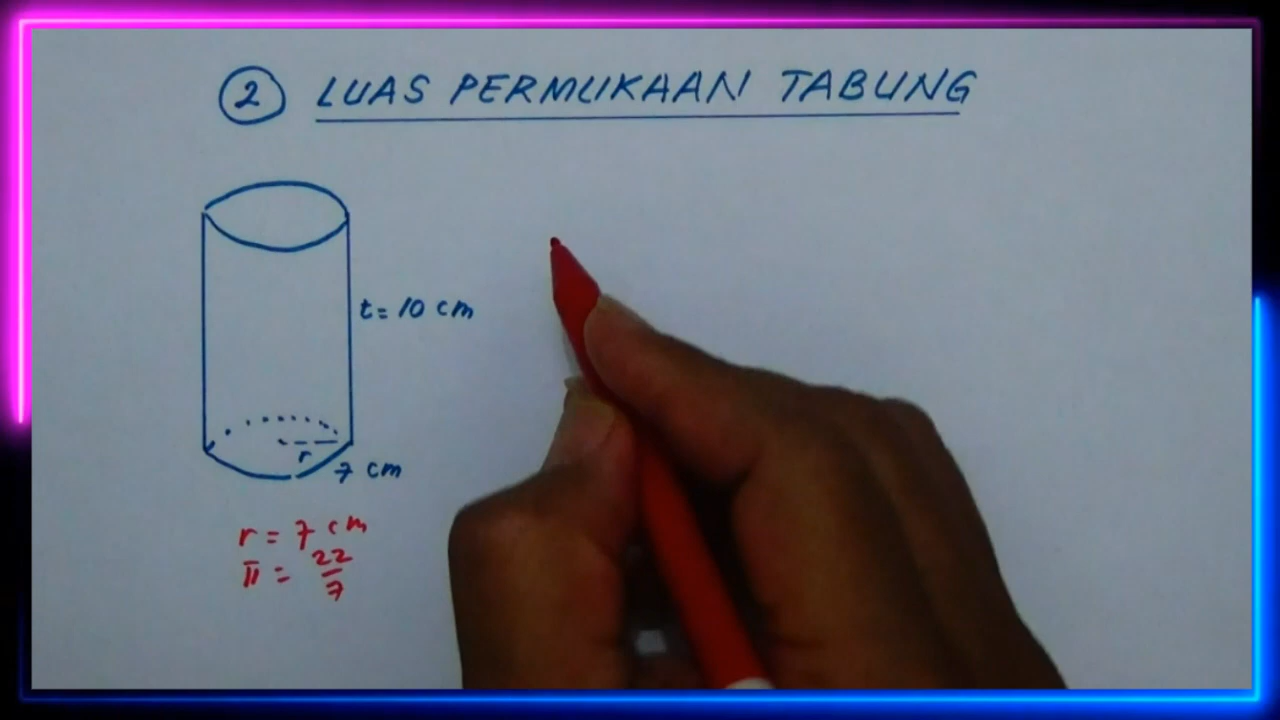 2 LUAS PERMUKAAN TABUNG
t = 10 cm
r
7 cm
r = 7 cm
π = 22/7